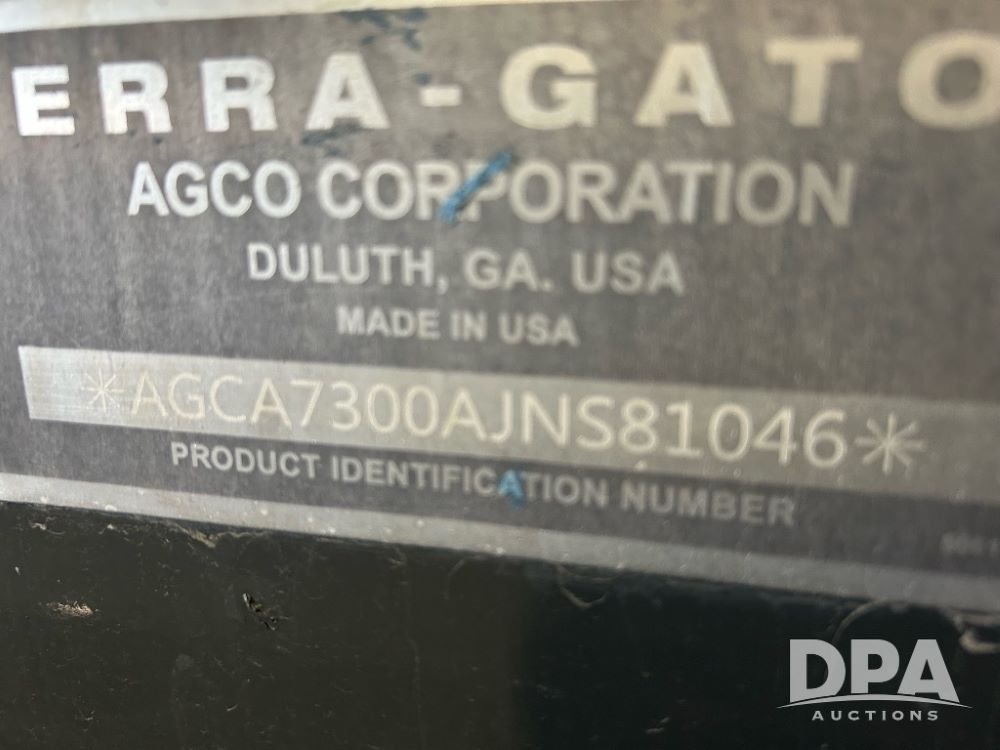 ERRA-GATO
AGCO CORPORATION
DULUTH, GA. USA
MADE IN USA
*AGCA7300AJNS81046*
PRODUCT IDENTIFICATION NUMBER
DPA
AUCTIONS